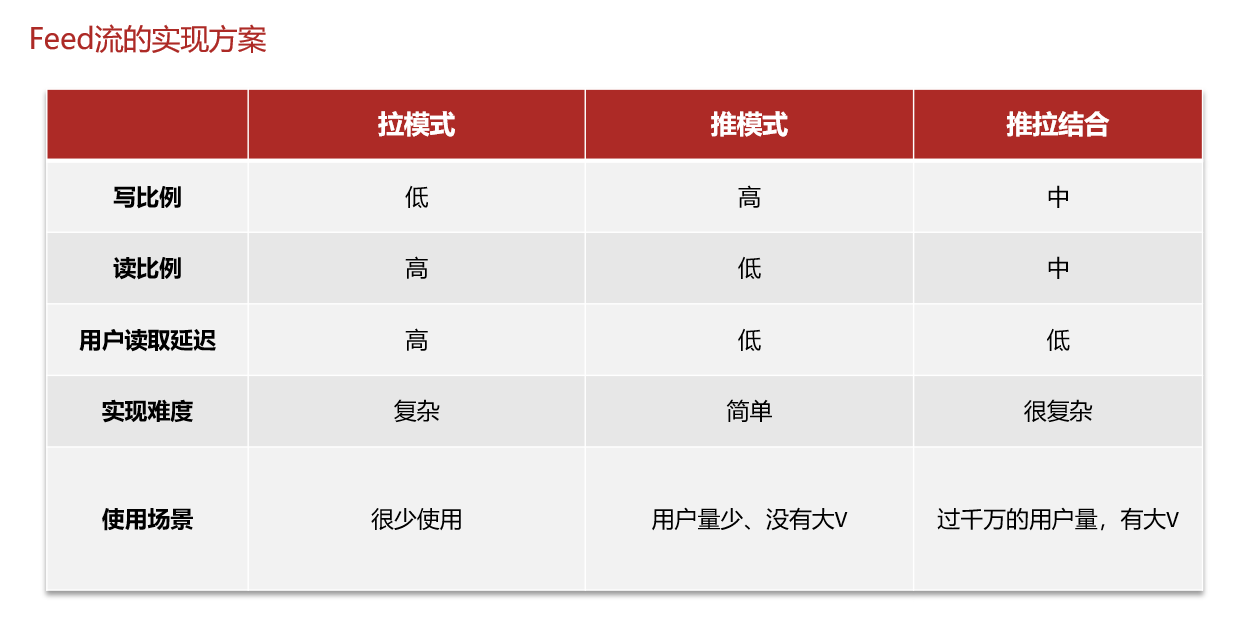 Feed流的实现方案
拉模式 推模式 推拉结合
写比例 低 高 中
读比例 高 低 中
用户读取延迟 高 低 低
实现难度 复杂 简单 很复杂
使用场景 很少使用 用户量少、没有大V 过千万的用户量，有大V